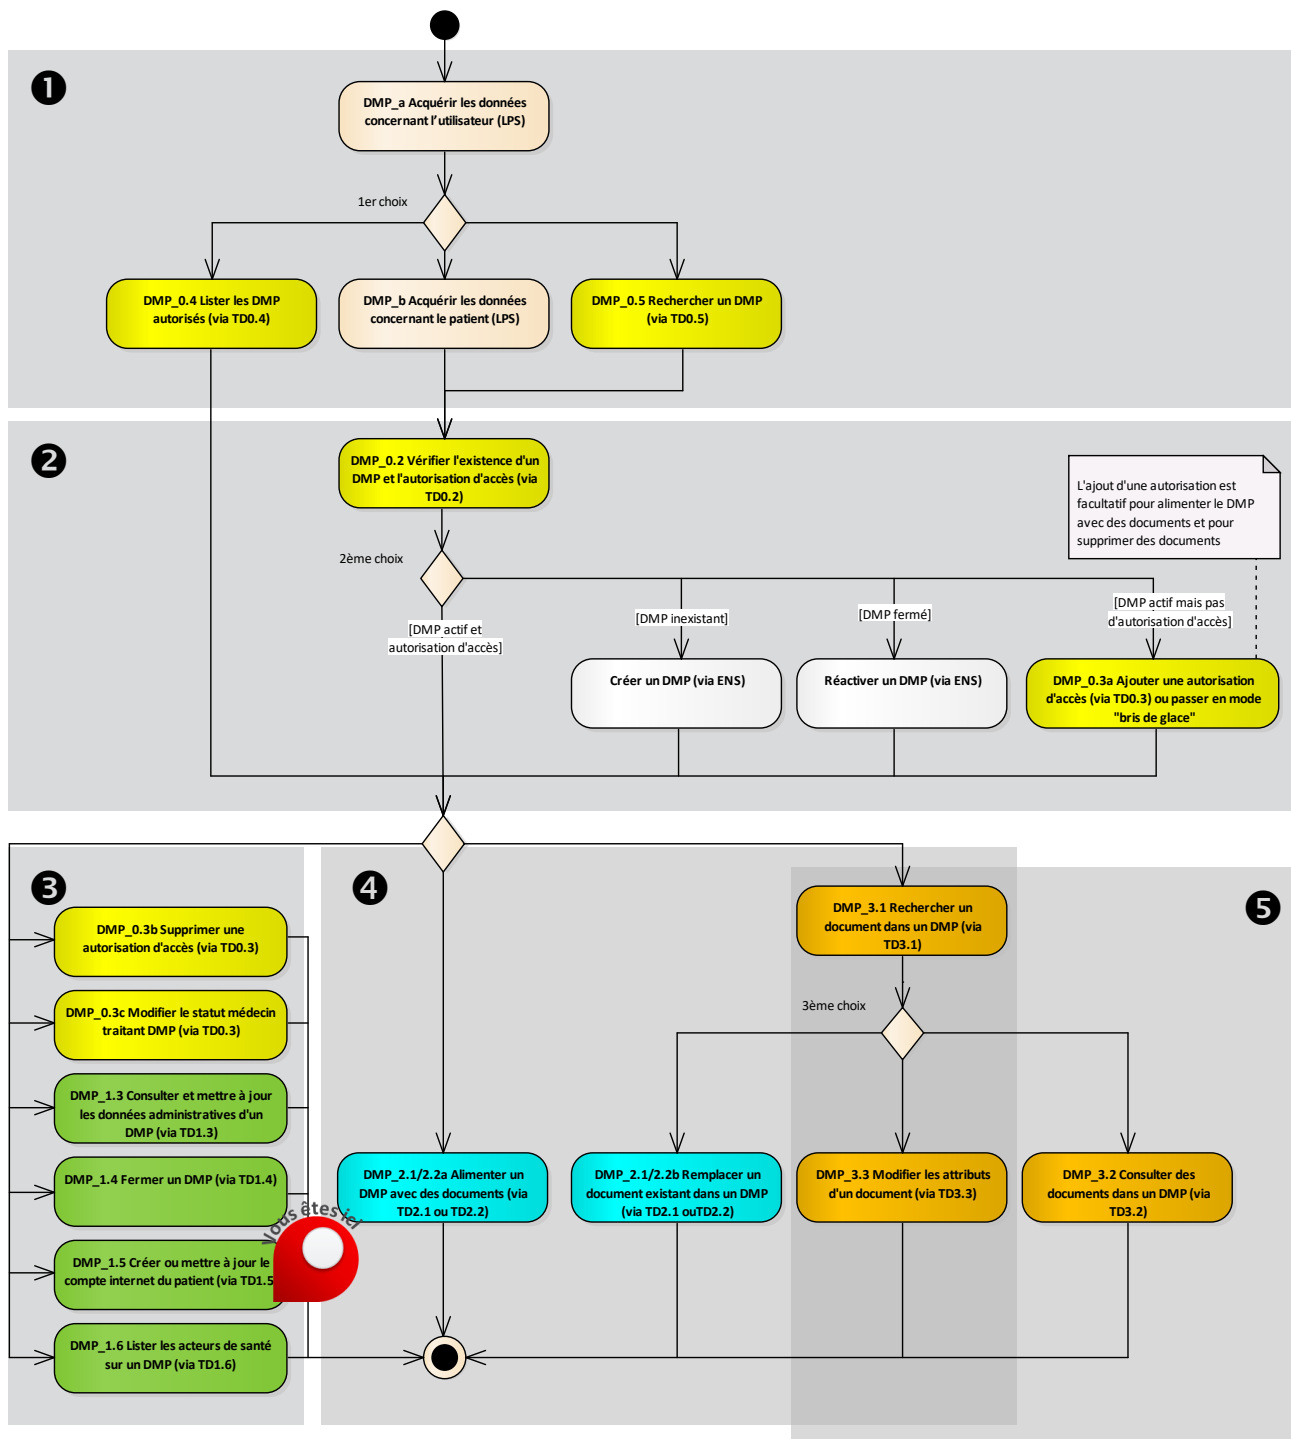 ❶
DMP_a Acquérir les données
concernant l’utilisateur (LPS)
1er choix
DMP_0.4 Lister les DMP
autorisés (via TD0.4)
DMP_b Acquérir les données
concernant le patient (LPS)
DMP_0.5 Rechercher un DMP
(via TD0.5)
❷
DMP_0.2 Vérifier l'existence d'un
DMP et l'autorisation d'accès (via
TD0.2)
L'ajout d'une autorisation est
facultatif pour alimenter le DMP
avec des documents et pour
supprimer des documents
2ème choix
[DMP actif et
autorisation d'accès]
[DMP inexistant]
[DMP fermé]
[DMP actif mais pas
d'autorisation d'accès]
Créer un DMP (via ENS)
Réactiver un DMP (via ENS)
DMP_0.3a Ajouter une autorisation
d'accès (via TD0.3) ou passer en mode
"bris de glace"
❸
DMP_0.3b Supprimer une
autorisation d'accès (via TD0.3)
DMP_0.3c Modifier le statut médecin
traitant DMP (via TD0.3)
DMP_1.3 Consulter et mettre à jour
les données administratives d'un
DMP (via TD1.3)
DMP_1.4 Fermer un DMP (via TD1.4)
Vous êtes ici
DMP_1.5 Créer ou mettre à jour le
compte internet du patient (via TD1.5
DMP_1.6 Lister les acteurs de santé
sur un DMP (via TD1.6)
❹
DMP_2.1/2.2a Alimenter un
DMP avec des documents (via
TD2.1 ou TD2.2)
❺
DMP_3.1 Rechercher un
document dans un DMP (via
TD3.1)
3ème choix
DMP_2.1/2.2b Remplacer un
document existant dans un DMP
(via TD2.1 ouTD2.2)
DMP_3.3 Modifier les attributs
d'un document (via TD3.3)
DMP_3.2 Consulter des
documents dans un DMP (via
TD3.2)